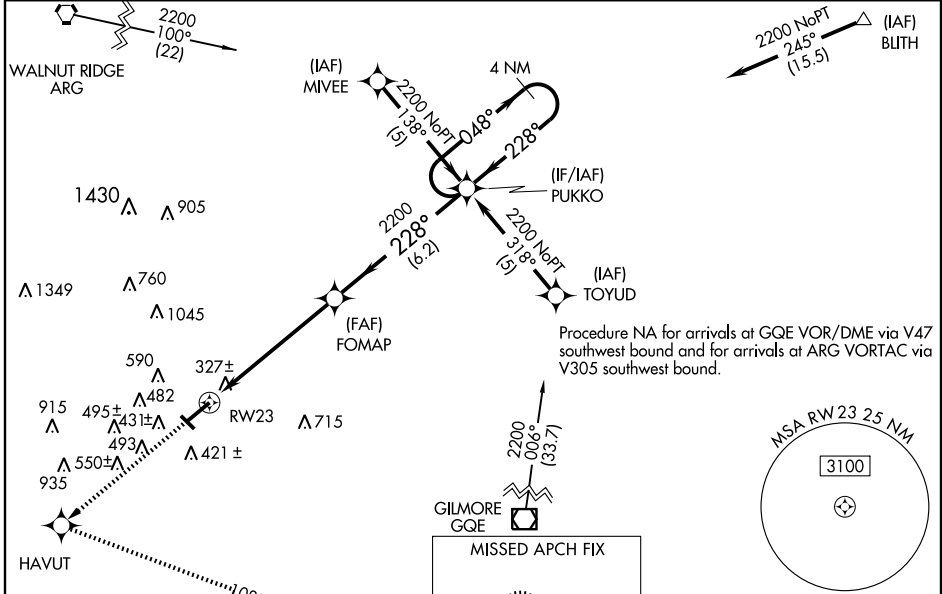 2200
100°
(22)
WALNUT RIDGE
ARG
(IAF)
MIVEE
2200 NoPT
138°
(5)
4 NM
048°
228°
2200 NoPT
245°
(15.5)
(IAF)
BLITH
(IF/IAF)
PUKKO
1430
905
2200
228°
(6.2)
2200 NoPT
318°
(5)
(IAF)
TOYUD
1349
760
1045
(FAF)
FOMAP
Procedure NA for arrivals at GQE VOR/DME via V47
southwest bound and for arrivals at ARG VORTAC via
V305 southwest bound.
590
327±
482
RW23
915
495±
431±
715
493
421 ±
550±
935
2200
006°
(33.7)
MSA RW23 25 NM
3100
GILMORE
GQE
HAVUT
MISSED APCH FIX